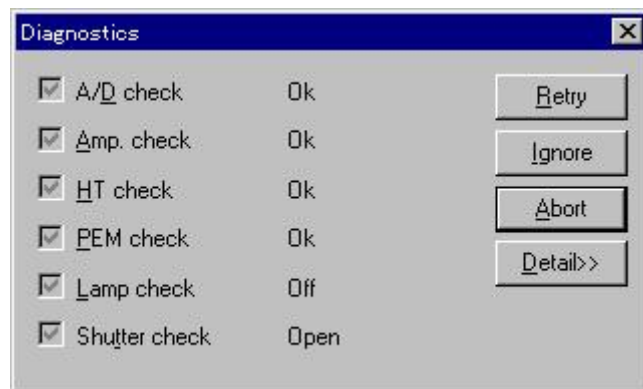 Diagnostics
A/D check Ok
Amp. check Ok
HT check Ok
PEM check Ok
Lamp check Off
Shutter check Open
Retry
Ignore
Abort
Detail>>